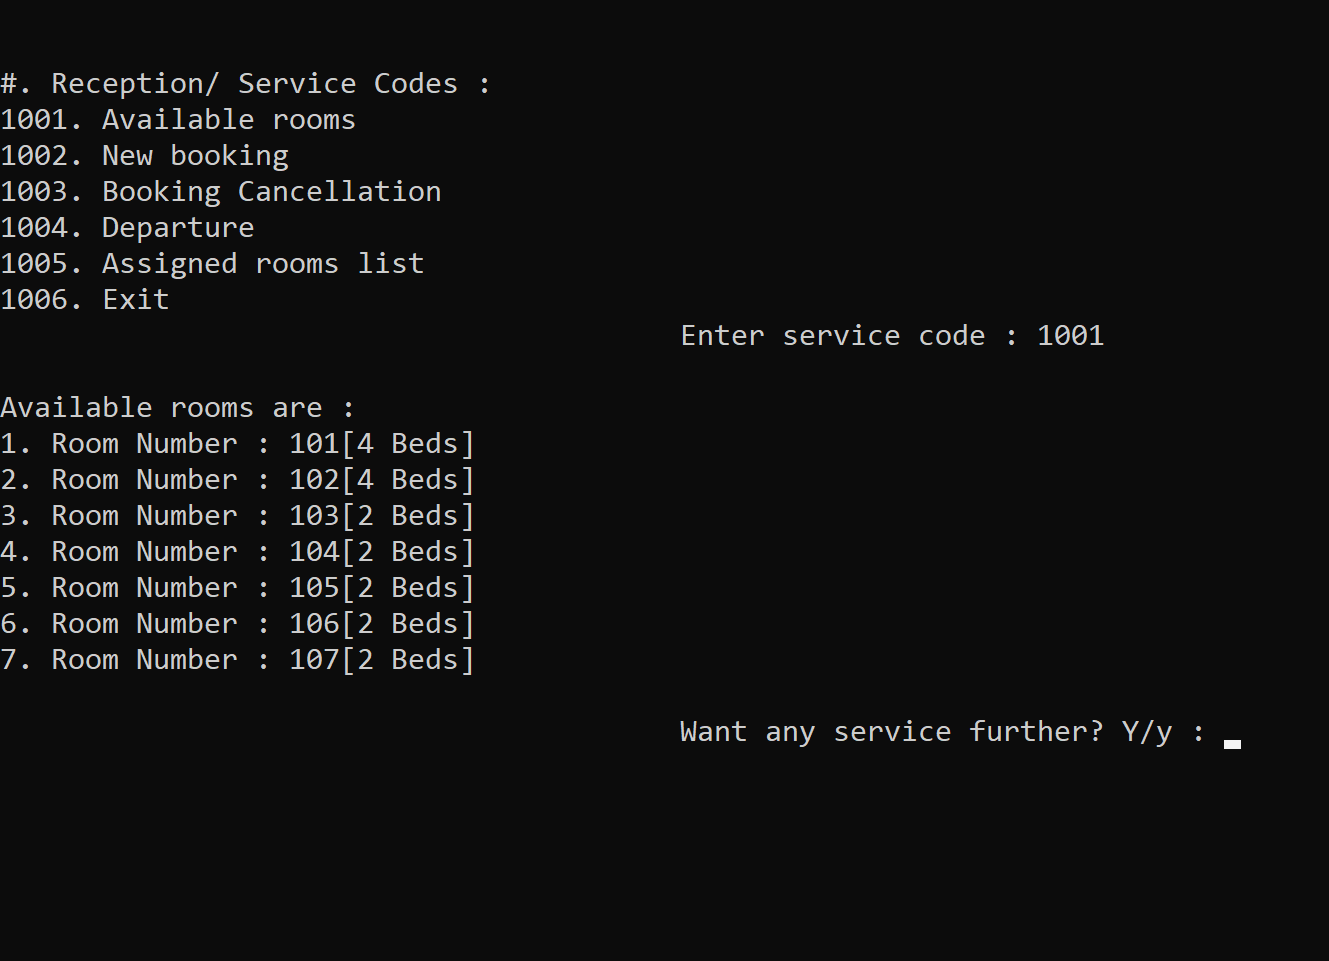 #. Reception/ Service Codes :
1001. Available rooms
1002. New booking
1003. Booking Cancellation
1004. Departure
1005. Assigned rooms list
1006. Exit
Enter service code : 1001
Available rooms are :
1. Room Number : 101[4 Beds]
2. Room Number : 102[4 Beds]
3. Room Number : 103[2 Beds]
4. Room Number : 104[2 Beds]
5. Room Number : 105[2 Beds]
6. Room Number : 106[2 Beds]
7. Room Number : 107[2 Beds]
Want any service further? Y/y :